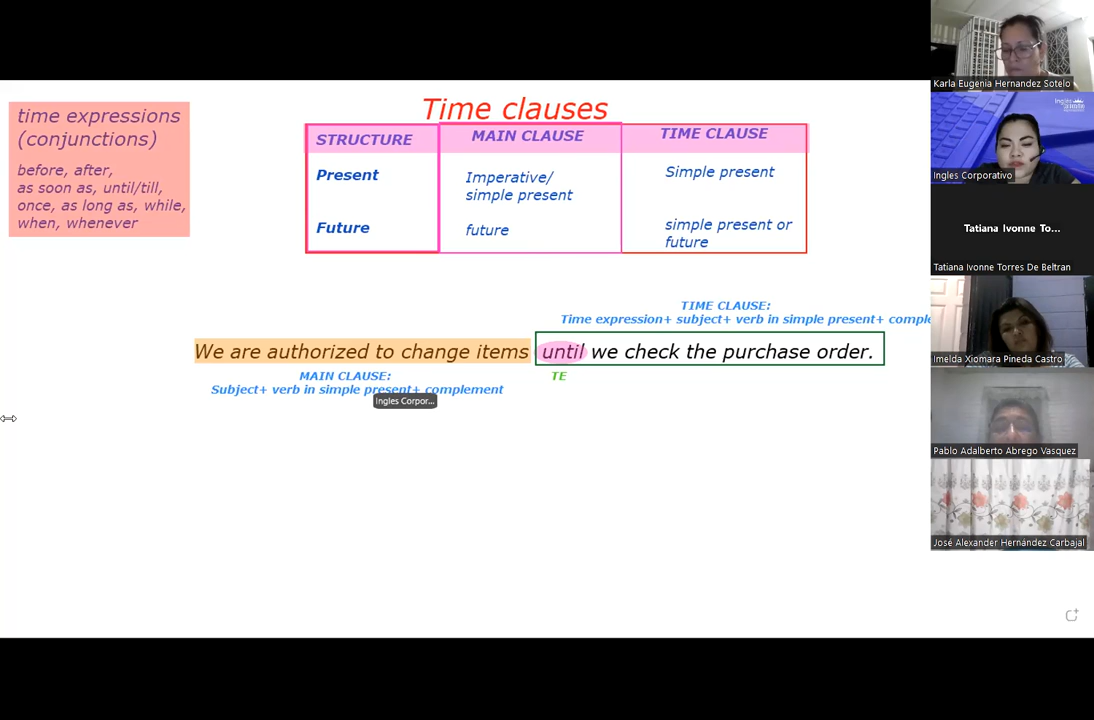 Time clauses
time expressions
(conjunctions)
before, after,
as soon as, until/till,
once, as long as, while,
when, whenever
STRUCTURE
MAIN CLAUSE
TIME CLAUSE
Present
Imperative/
simple present
Simple present
Future
future
simple present or
future
TIME CLAUSE:
Time expression+ subject+ verb in simple present+ comple
We are authorized to change items until we check the purchase order.
MAIN CLAUSE:
TE
Subject+ verb in simple present+ complement
Ingles Corpor...
Karla Eugenia Hernandez Sotelo
Ingles Corporativo
Tatiana Ivonne To...
Tatiana Ivonne Torres De Beltran
Imelda Xiomara Pineda Castro
Pablo Adalberto Abrego Vasquez
José Alexander Hernández Carbajal